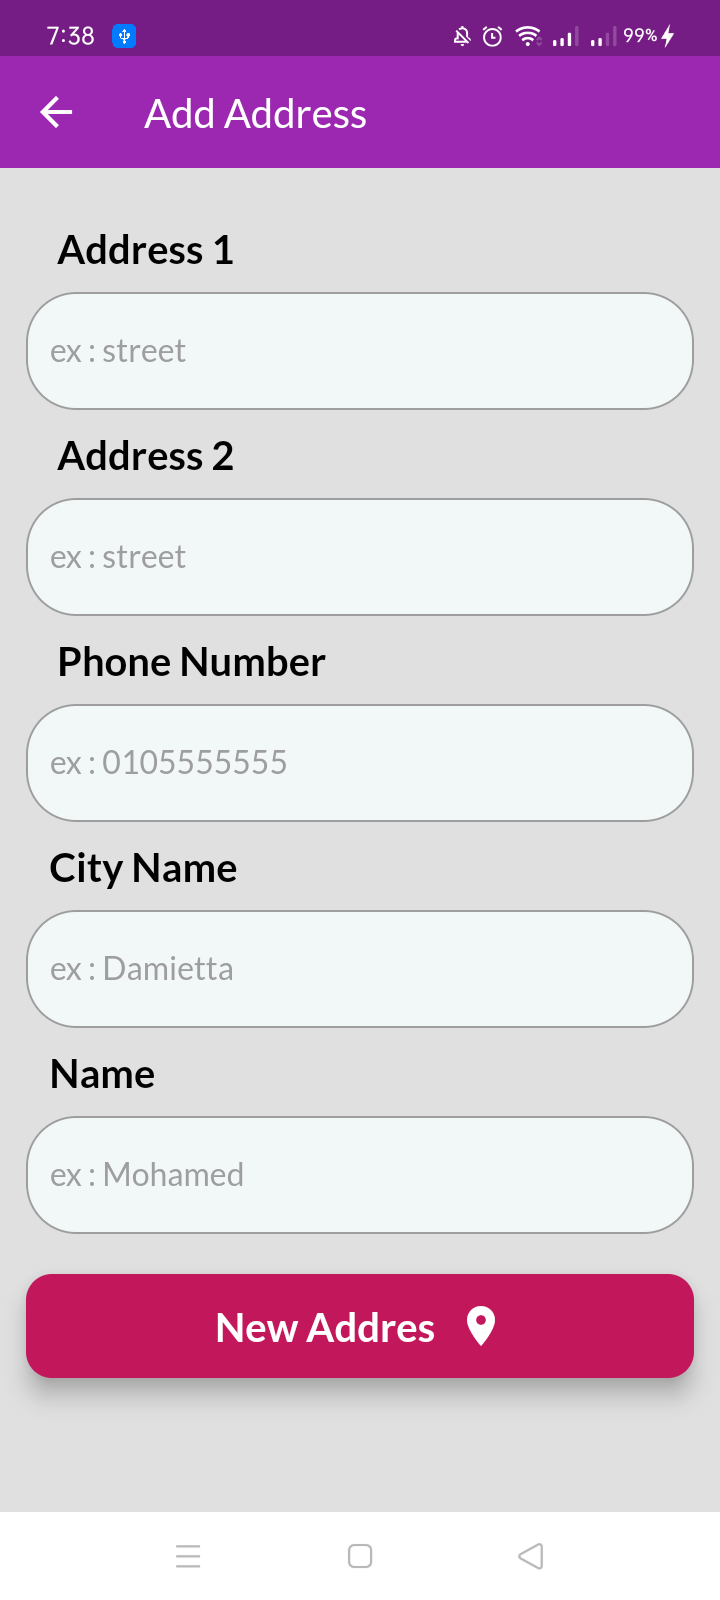 7:38 99%
Add Address
Address 1
ex : street
Address 2
ex : street
Phone Number
ex : 0105555555
City Name
ex : Damietta
Name
ex : Mohamed
New Addres